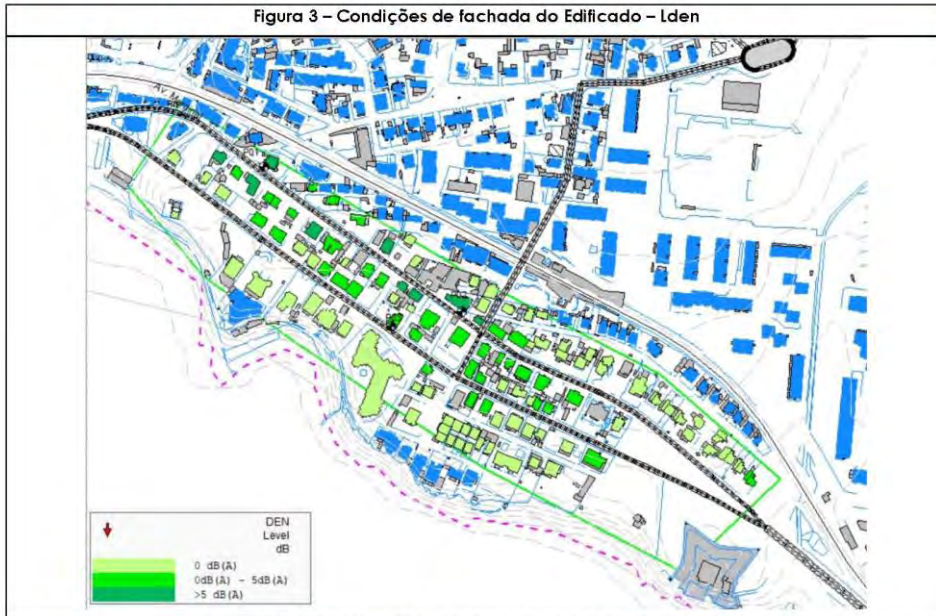 Figura 3 – Condições de fachada do Edificado – Lden
DEN
Level
dB
0 dB(A)
0dB(A) - 5dB(A)
>5 dB(A)